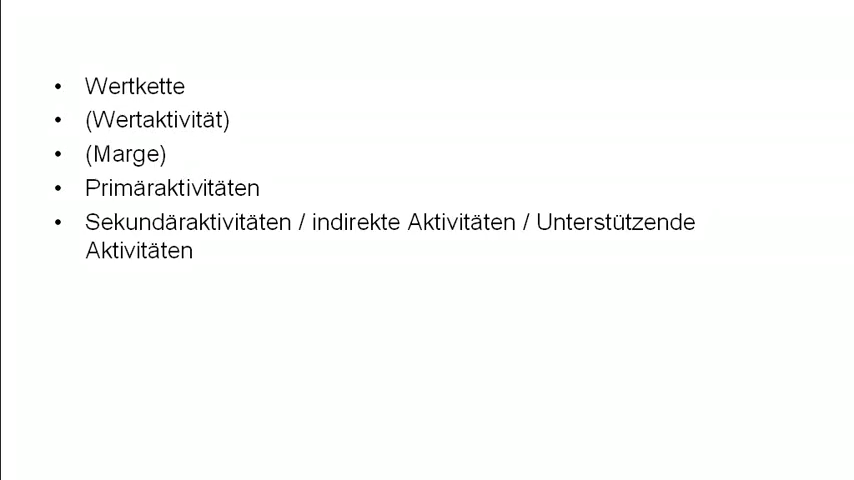 • Wertkette
• (Wertaktivität)
• (Marge)
• Primäraktivitäten
• Sekundäraktivitäten / indirekte Aktivitäten / Unterstützende
Aktivitäten